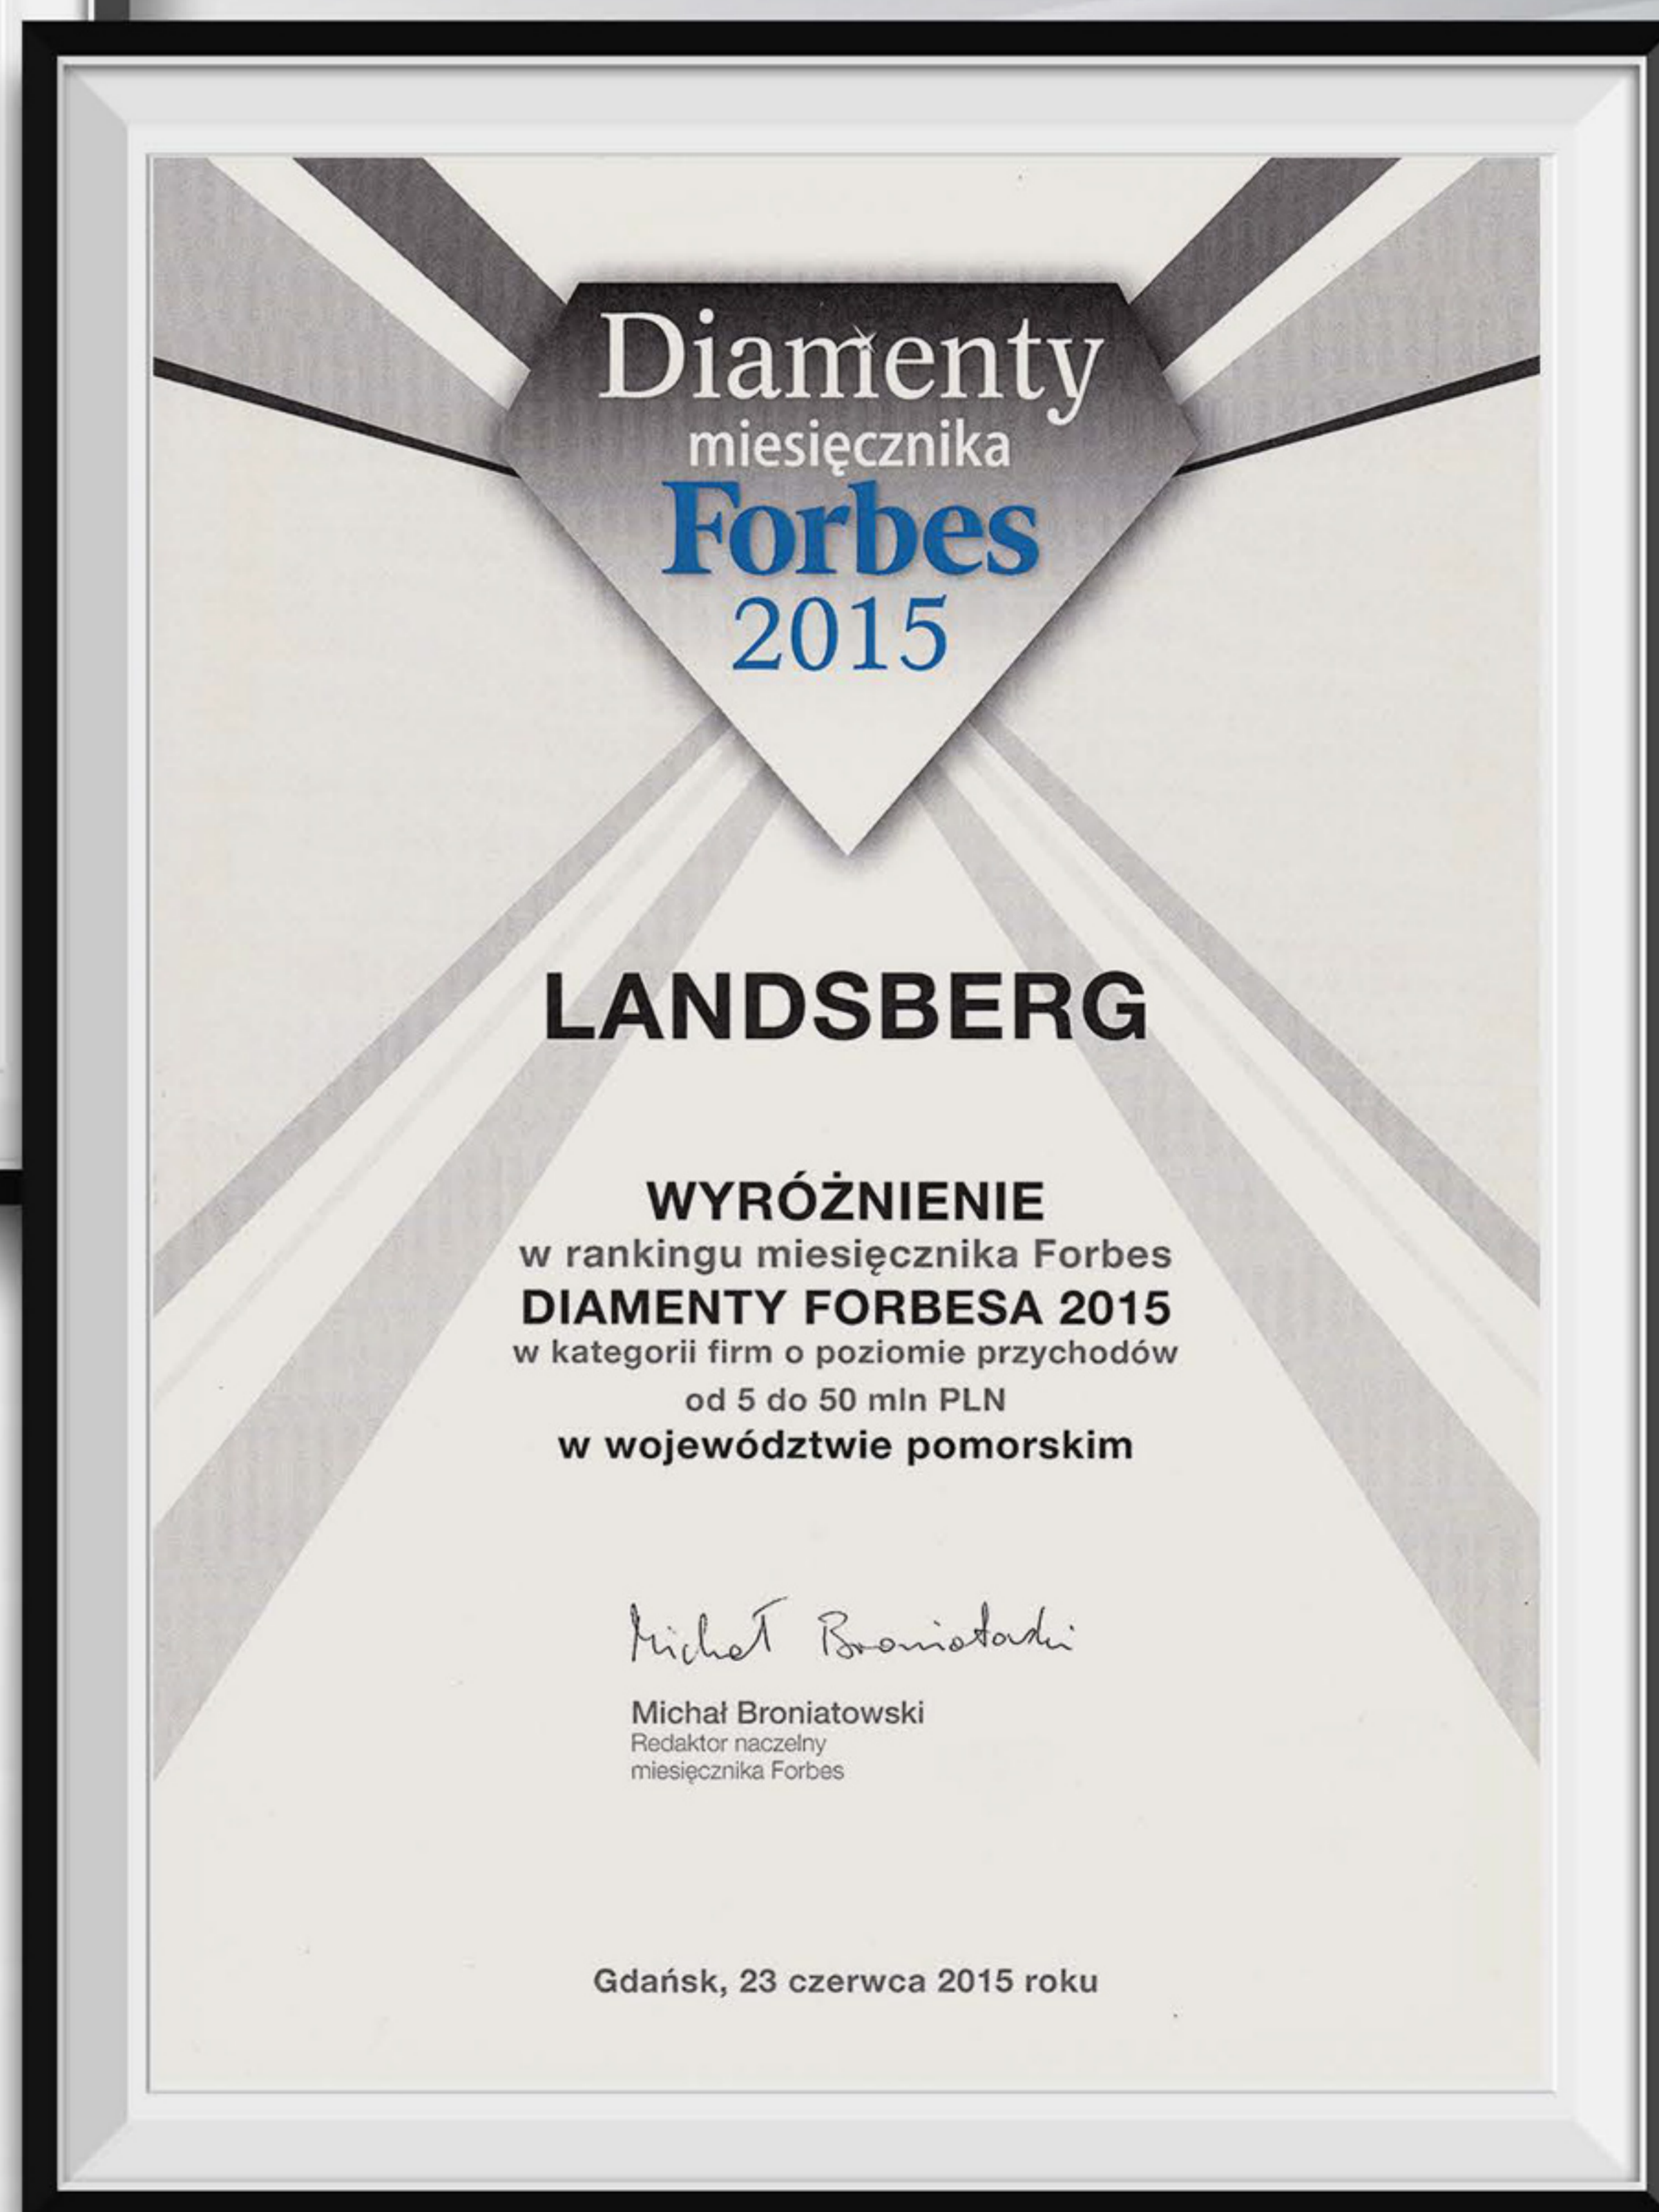 Diamenty
miesięcznika
Forbes
2015
LANDSBERG
WYRÓŻNIENIE
w rankingu miesięcznika Forbes
DIAMENTY FORBESA 2015
w kategorii firm o poziomie przychodów
od 5 do 50 mln PLN
w województwie pomorskim
Michał Broniatowski
Michał Broniatowski
Redaktor naczelny
miesięcznika Forbes
Gdańsk, 23 czerwca 2015 roku